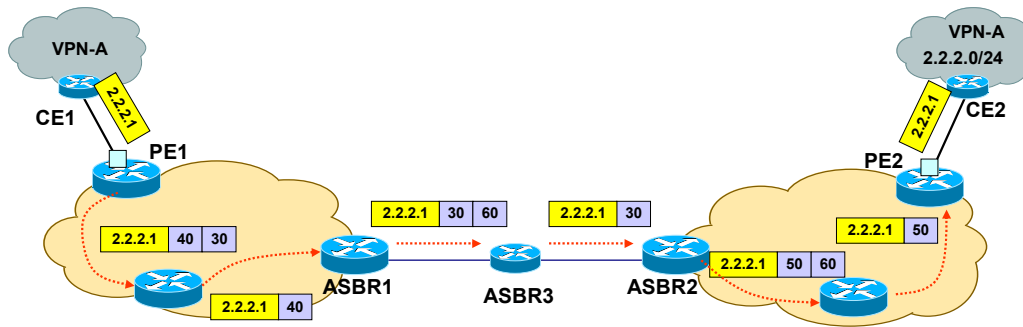 VPN-A
VPN-A
2.2.2.0/24
2.2.2.1
2.2.2.1
CE1
CE2
PE1
PE2
2.2.2.1 30 60
2.2.2.1 30
2.2.2.1 50
2.2.2.1 40 30
2.2.2.1 50 60
ASBR1
ASBR3
ASBR2
2.2.2.1 40